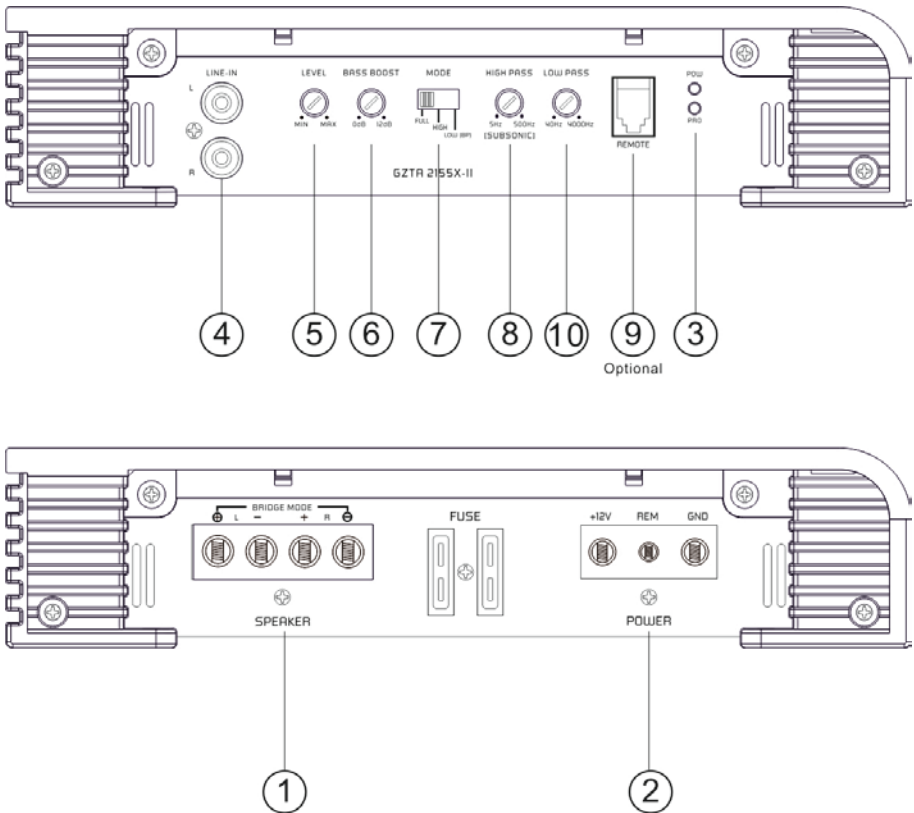 LINE-IN LEVEL BASS BOOST MODE HIGH PASS LOW PASS POW
L
MIN MAX 0dB 12dB FULL HIGH LOW (BP) 5Hz 500Hz 40Hz 4000Hz PRO
(SUBSONIC) REMOTE
R
GZTA 2155X-II
4 5 6 7 8 10 9 3
Optional
BRIDGE MODE
⊕ L − + R ⊖
FUSE
+12V REM GND
SPEAKER POWER
1 2